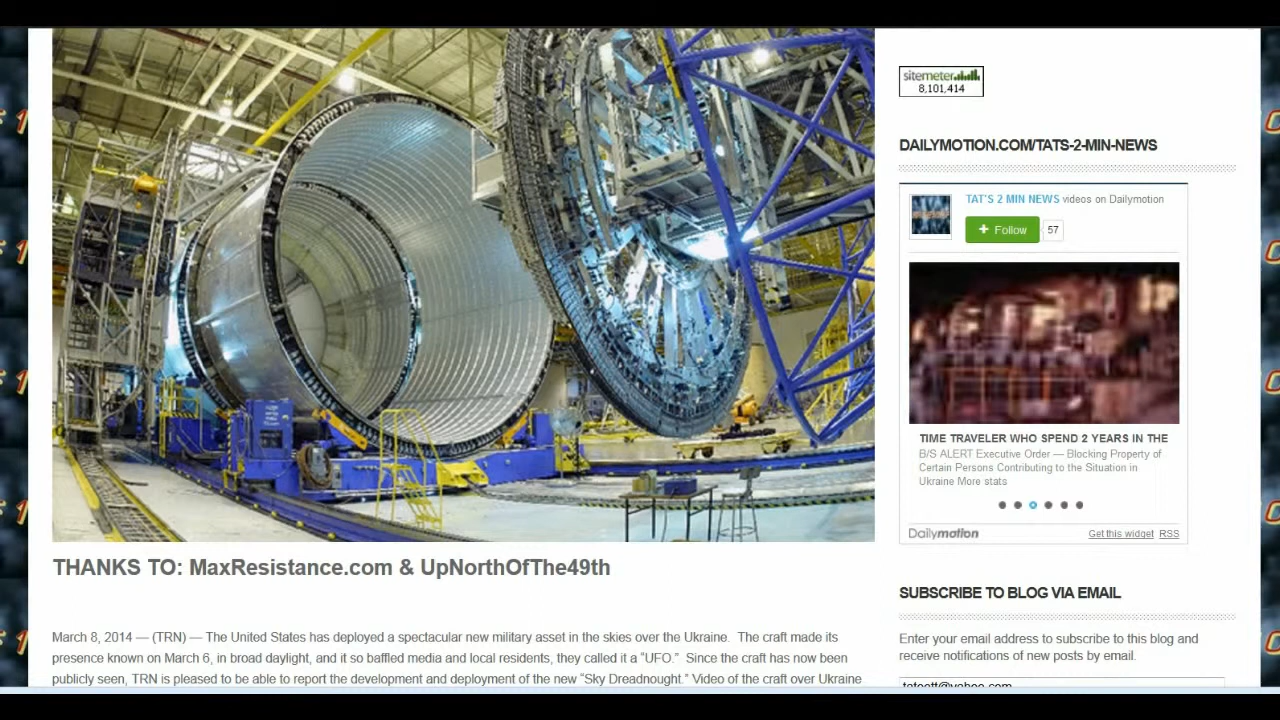 sitemeter
8,101,414
DAILYMOTION.COM/TATS-2-MIN-NEWS
TAT'S 2 MIN NEWS videos on Dailymotion
+ Follow 57
TIME TRAVELER WHO SPEND 2 YEARS IN THE
B/S ALERT Executive Order — Blocking Property of
Certain Persons Contributing to the Situation in
Ukraine More stats
Dailymotion Get this widget RSS
THANKS TO: MaxResistance.com & UpNorthOfThe49th
March 8, 2014 — (TRN) — The United States has deployed a spectacular new military asset in the skies over the Ukraine. The craft made its
presence known on March 6, in broad daylight, and it so baffled media and local residents, they called it a "UFO." Since the craft has now been
publicly seen, TRN is pleased to be able to report the development and deployment of the new "Sky Dreadnought." Video of the craft over Ukraine
SUBSCRIBE TO BLOG VIA EMAIL
Enter your email address to subscribe to this blog and
receive notifications of new posts by email.